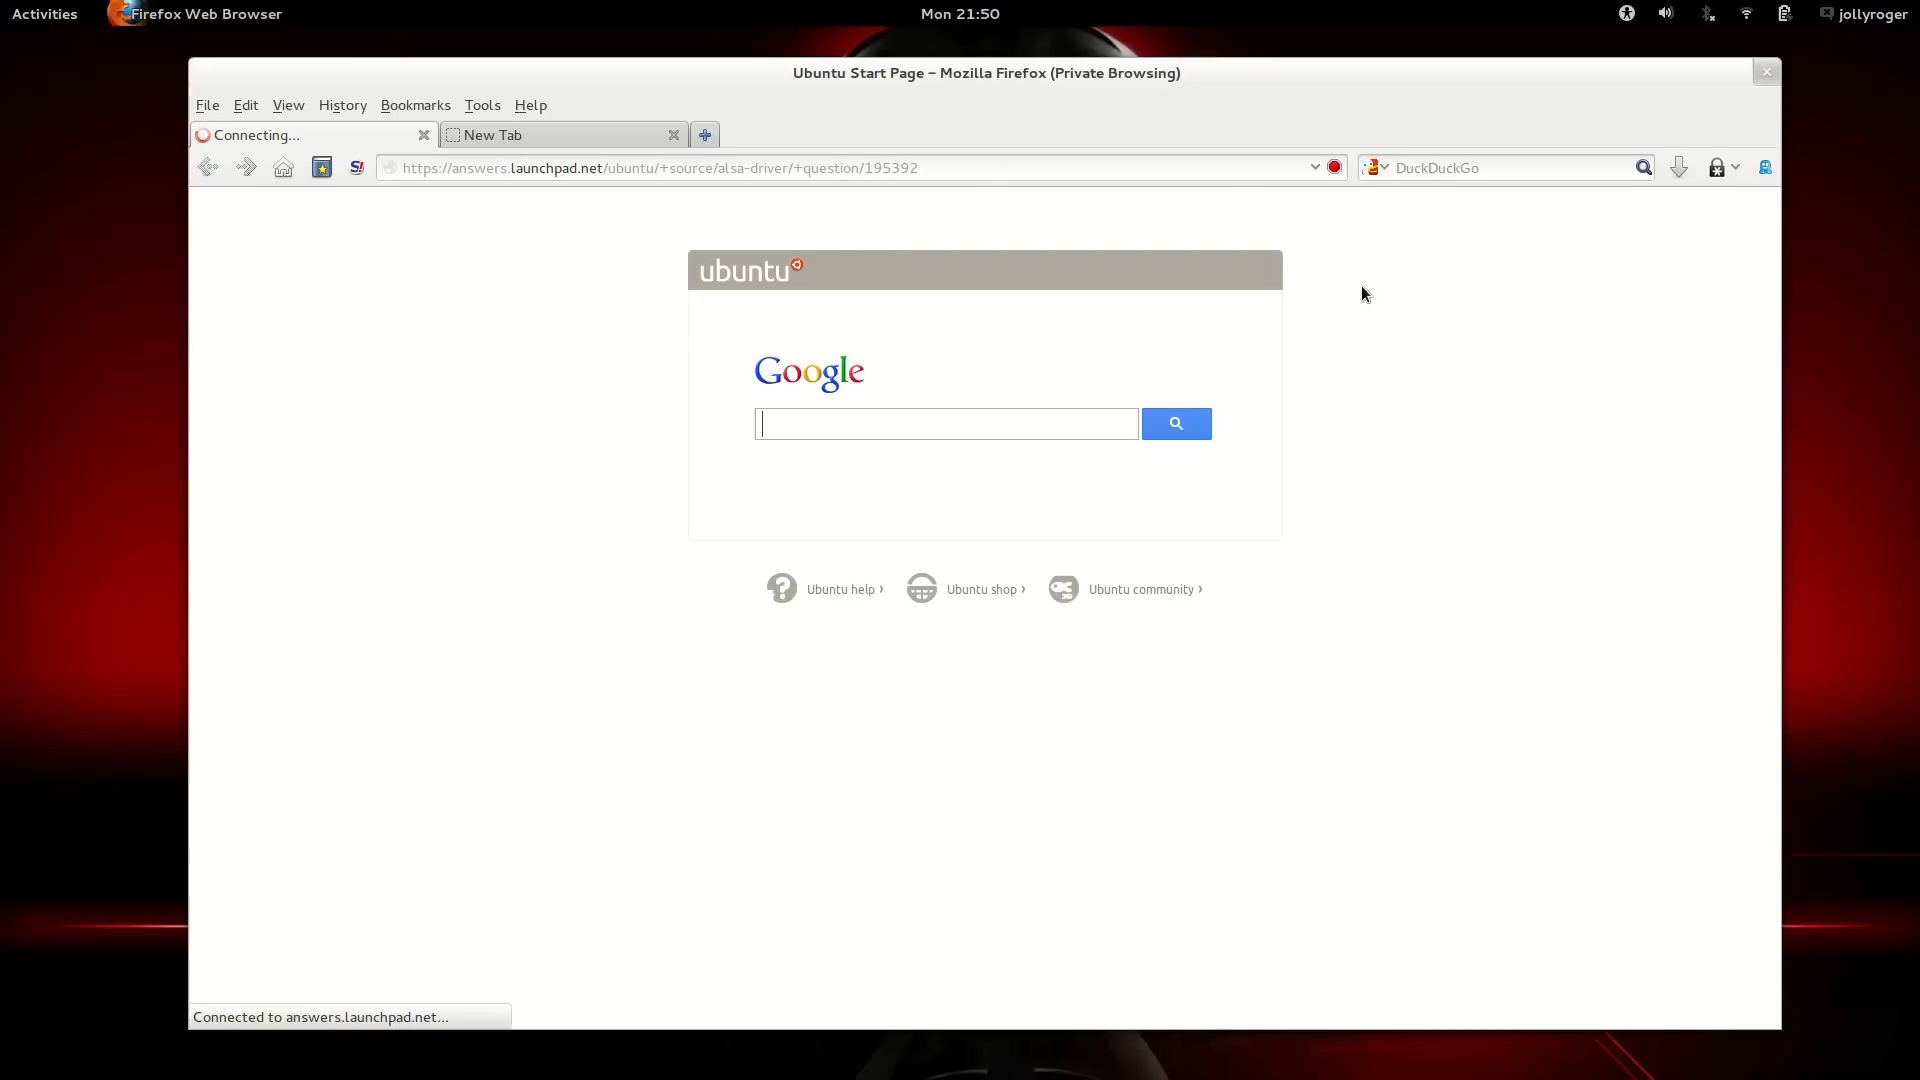 Activities Firefox Web Browser Mon 21:50 jollyroger
Ubuntu Start Page – Mozilla Firefox (Private Browsing)
File Edit View History Bookmarks Tools Help
Connecting... New Tab
S! https://answers.launchpad.net/ubuntu/+source/alsa-driver/+question/195392 DuckDuckGo
ubuntu
Google
Ubuntu help › Ubuntu shop › Ubuntu community ›
Connected to answers.launchpad.net...